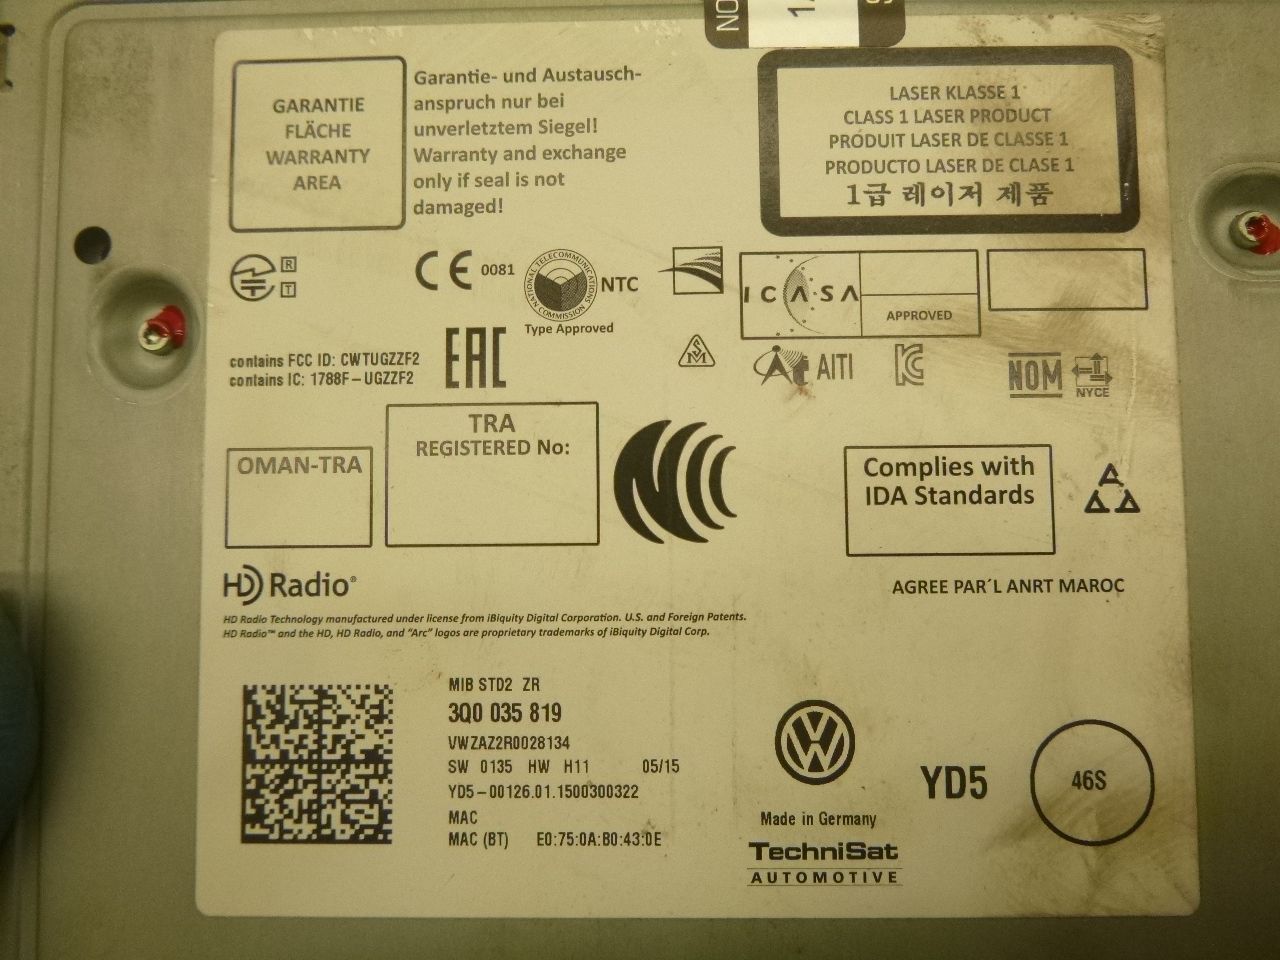 NO
1
GARANTIE
FLÄCHE
WARRANTY
AREA
Garantie- und Austausch-
anspruch nur bei
unverletztem Siegel!
Warranty and exchange
only if seal is not
damaged!
LASER KLASSE 1
CLASS 1 LASER PRODUCT
PRODUIT LASER DE CLASSE 1
PRODUCTO LASER DE CLASE 1
1급 레이저 제품
R
T
CE 0081
NATIONAL TELECOMMUNICATIONS COMMISSION
NTC
Type Approved
ICASA
APPROVED
contains FCC ID: CWTUGZZF2
contains IC: 1788F-UGZZF2
EAC
AITI
KC
NOM
NYCE
OMAN-TRA
TRA
REGISTERED No:
Complies with
IDA Standards
HD Radio®
AGREE PAR´L ANRT MAROC
HD Radio Technology manufactured under license from iBiquity Digital Corporation. U.S. and Foreign Patents.
HD Radio™ and the HD, HD Radio, and “Arc” logos are proprietary trademarks of iBiquity Digital Corp.
MIB STD2 ZR
3Q0 035 819
VWZAZ2R0028134
SW 0135 HW H11 05/15
YD5-00126.01.1500300322
MAC
MAC (BT) E0:75:0A:B0:43:0E
VW
Made in Germany
TechniSat
AUTOMOTIVE
YD5
46S